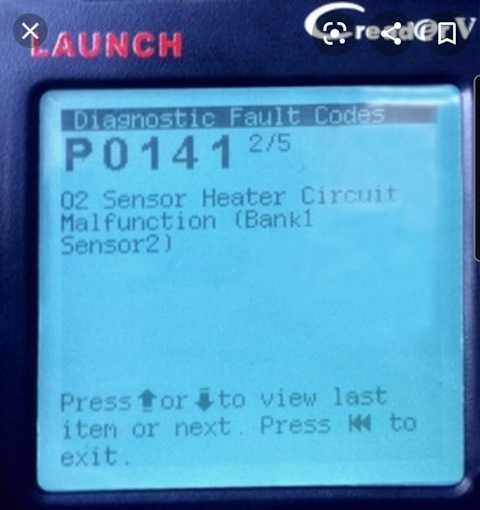 LAUNCH
Creader V
Diagnostic Fault Codes
P0141 2/5
O2 Sensor Heater Circuit
Malfunction (Bank1
Sensor2)
Press⬆or⬇to view last
item or next. Press ⏮ to
exit.